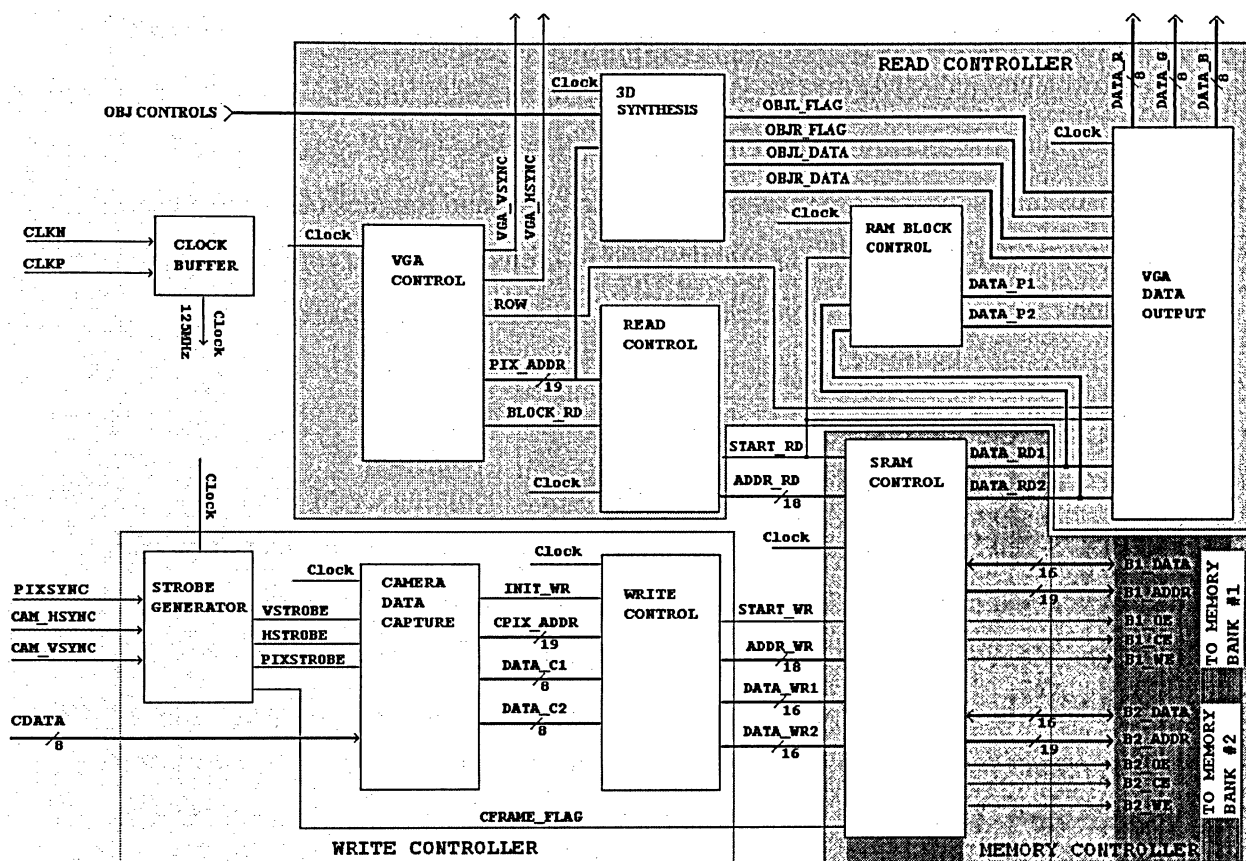 READ CONTROLLER
DATA_R
8
DATA_G
8
DATA_B
8
Clock
3D
SYNTHESIS
OBJ CONTROLS
OBJL_FLAG
OBJR_FLAG
OBJL_DATA
OBJR_DATA
Clock
VGA_VSYNC
VGA_HSYNC
CLKN
CLKP
CLOCK
BUFFER
Clock
125MHz
Clock
VGA
CONTROL
ROW
PIX_ADDR
19
BLOCK_RD
READ
CONTROL
Clock
Clock
RAM BLOCK
CONTROL
DATA_P1
DATA_P2
VGA
DATA
OUTPUT
START_RD
ADDR_RD
18
SRAM
CONTROL
DATA_RD1
DATA_RD2
Clock
Clock
STROBE
GENERATOR
PIXSYNC
CAM_HSYNC
CAM_VSYNC
CDATA
8
VSTROBE
HSTROBE
PIXSTROBE
Clock
CAMERA
DATA
CAPTURE
INIT_WR
CPIX_ADDR
19
DATA_C1
8
DATA_C2
8
Clock
WRITE
CONTROL
START_WR
ADDR_WR
18
DATA_WR1
16
DATA_WR2
16
CFRAME_FLAG
B1_DATA
16
B1_ADDR
19
B1_OE
B1_CE
B1_WE
TO MEMORY
BANK #1
B2_DATA
16
B2_ADDR
19
B2_OE
B2_CE
B2_WE
TO MEMORY
BANK #2
WRITE CONTROLLER
MEMORY CONTROLLER